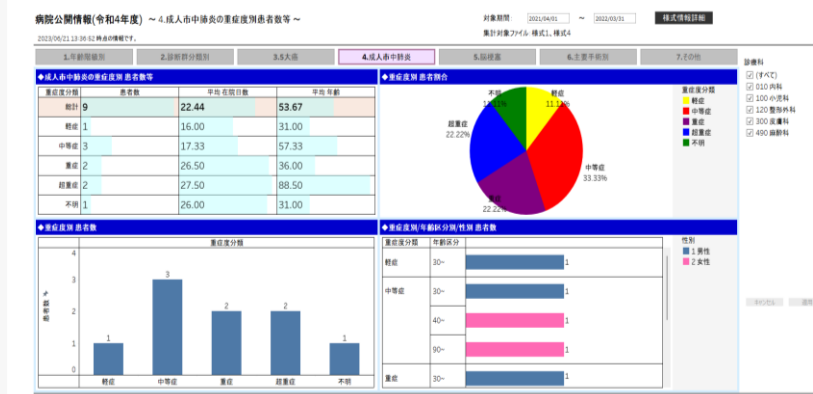 病院公開情報(令和4年度) ～ 4.成人市中肺炎の重症度別患者数等 ～
対象期間: 2021/04/01 ～ 2022/03/31 様式情報詳細
2023/06/21 13:36:52 時点の情報です。
集計対象ファイル: 様式1、様式4
1.年齢階級別 2.診断群分類別 3.5大癌 4.成人市中肺炎 5.脳梗塞 6.主要手術別 7.その他
◆成人市中肺炎の重症度別 患者数等
重症度分類 患者数 平均 在院日数 平均 年齢
総計 9 22.44 53.67
軽症 1 16.00 31.00
中等症 3 17.33 57.33
重症 2 26.50 36.00
超重症 2 27.50 88.50
不明 1 26.00 31.00
◆重症度別 患者割合
不明
11.11%
軽症
11.11%
超重症
22.22%
中等症
33.33%
重症
22.22%
重症度分類
軽症
中等症
重症
超重症
不明
診療科
(すべて)
010 内科
100 小児科
120 整形外科
300 皮膚科
490 麻酔科
キャンセル 適用
◆重症度別 患者数
重症度分類
患者数
4
3
2
1
0
1
3
2
2
1
軽症 中等症 重症 超重症 不明
◆重症度別/年齢区分別/性別 患者数
重症度分類 年齢区分
軽症 30~ 1
中等症 30~ 1
40~ 1
90~ 1
重症 30~ 1
性別
1 男性
2 女性